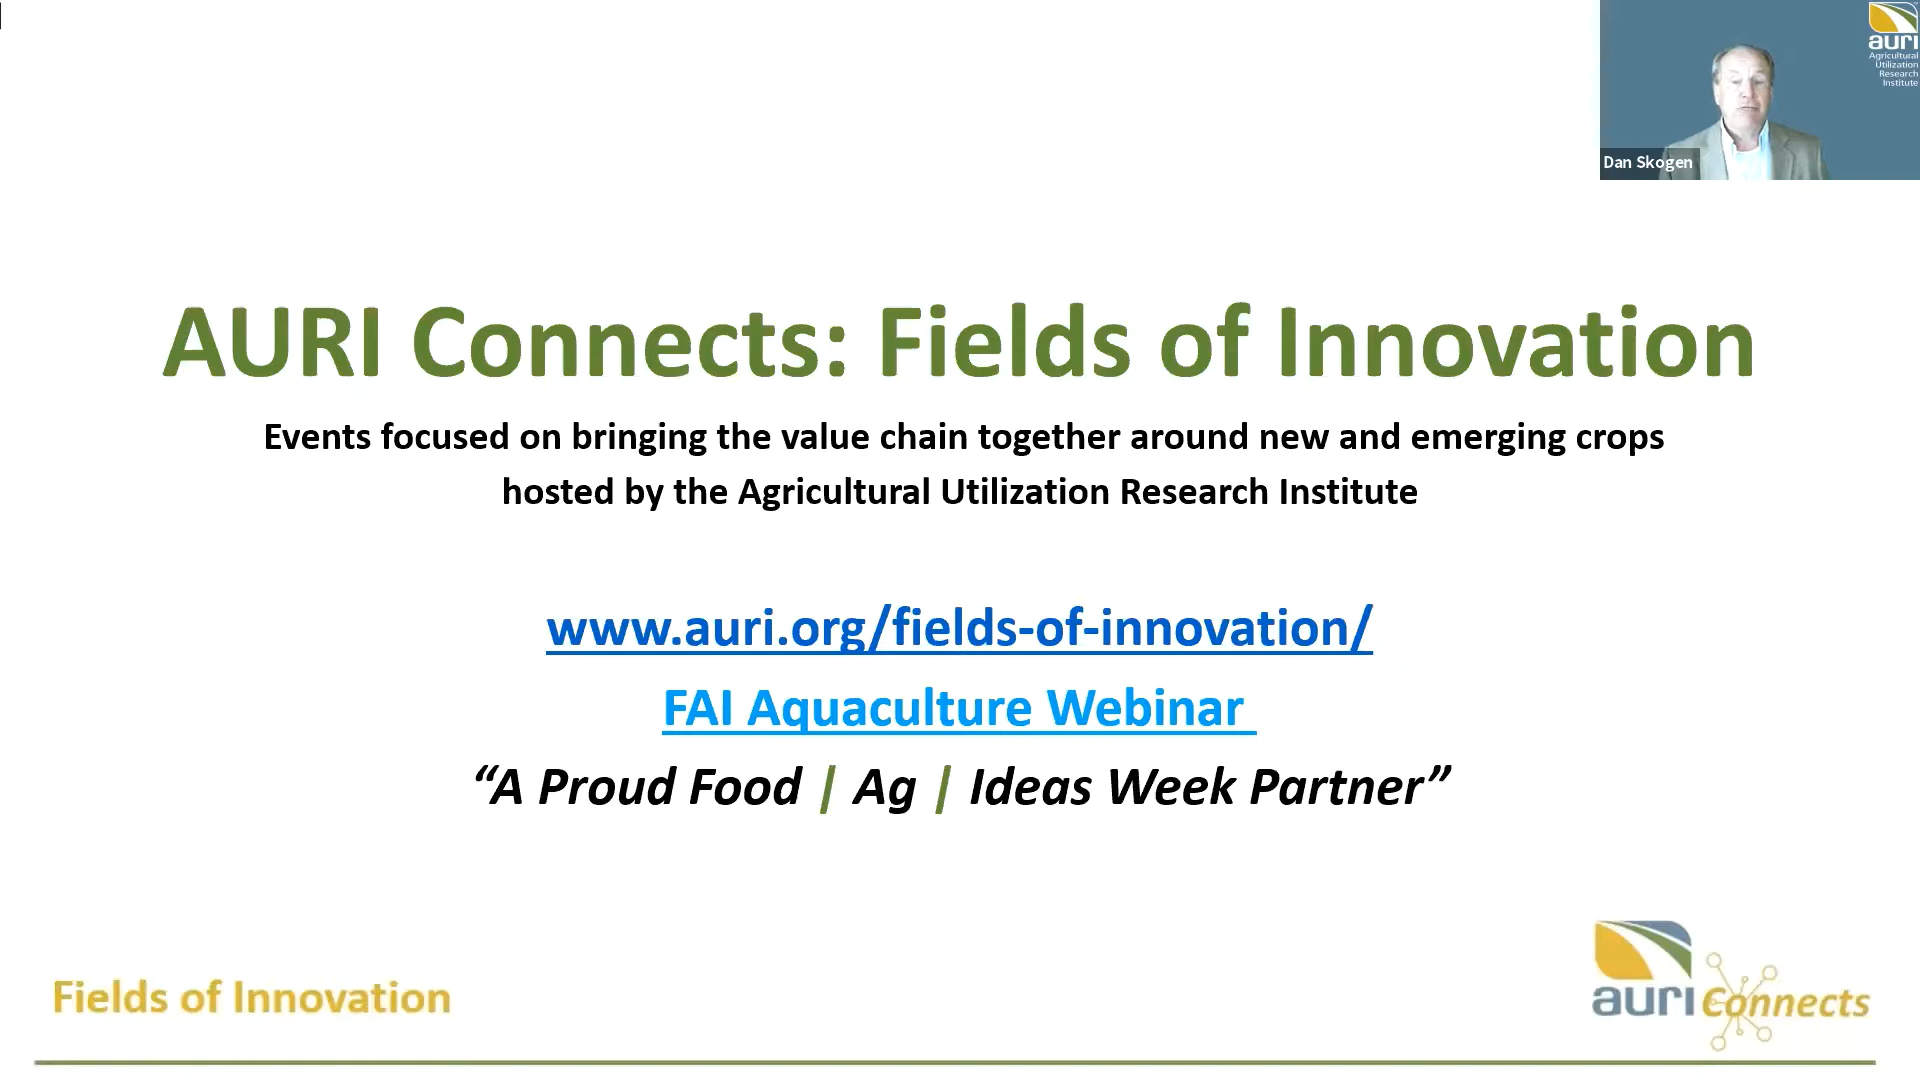 auri
Agricultural
Utilization
Research
Institute
Dan Skogen
AURI Connects: Fields of Innovation
Events focused on bringing the value chain together around new and emerging crops
hosted by the Agricultural Utilization Research Institute
www.auri.org/fields-of-innovation/
FAI Aquaculture Webinar
“A Proud Food | Ag | Ideas Week Partner”
Fields of Innovation
auri Connects